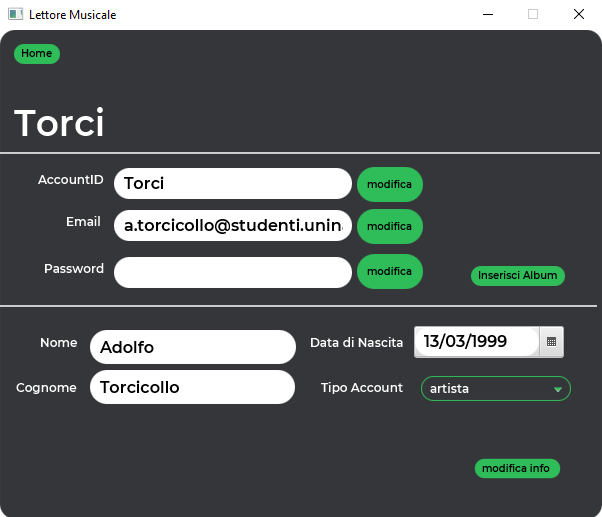 Lettore Musicale
Home
Torci
AccountID Torci modifica
Email a.torcicollo@studenti.unin modifica
Password modifica
Inserisci Album
Nome Adolfo Data di Nascita 13/03/1999
Cognome Torcicollo Tipo Account artista
modifica info